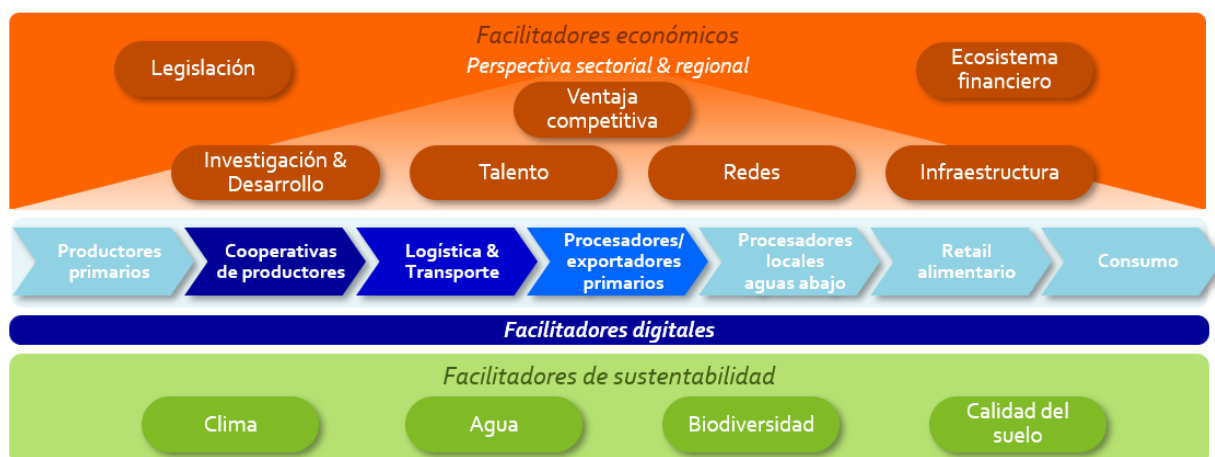 Facilitadores económicos
Perspectiva sectorial & regional
Legislación
Ecosistema
financiero
Ventaja
competitiva
Investigación &
Desarrollo
Talento
Redes
Infraestructura
Productores
primarios
Cooperativas
de productores
Logística &
Transporte
Procesadores/
exportadores
primarios
Procesadores
locales
aguas abajo
Retail
alimentario
Consumo
Facilitadores digitales
Facilitadores de sustentabilidad
Clima
Agua
Biodiversidad
Calidad del
suelo